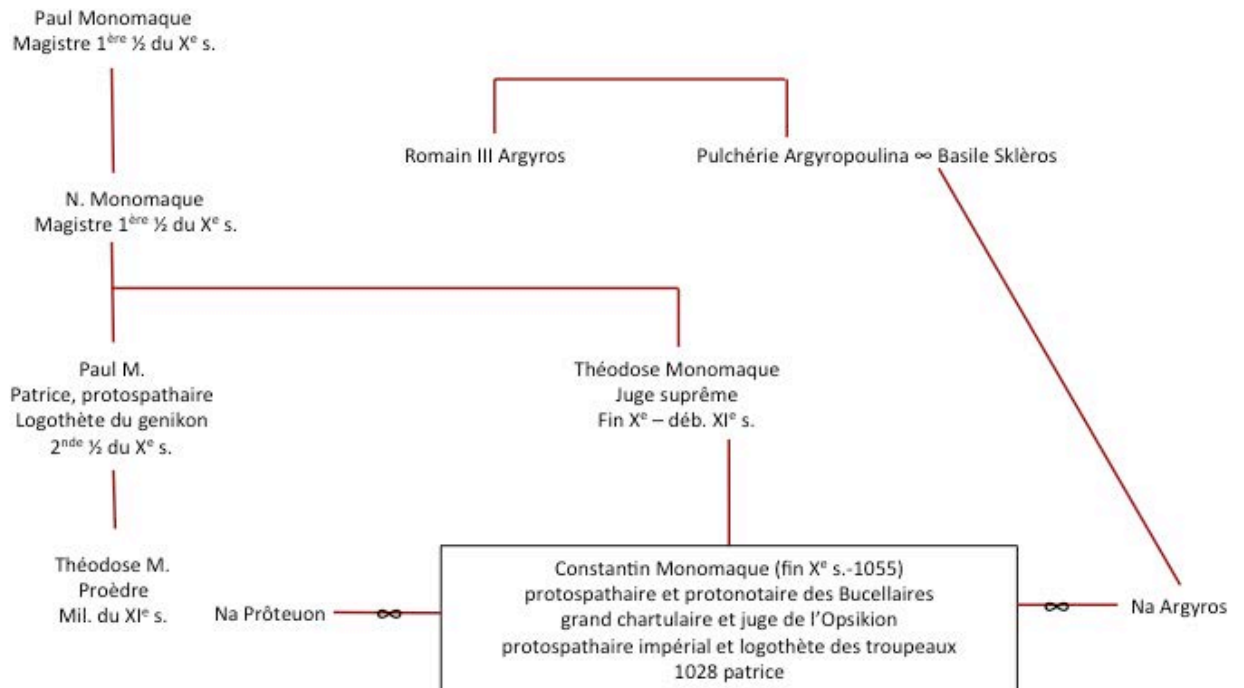 Paul Monomaque
Magistre 1ère ½ du Xe s.
Romain III Argyros
Pulchérie Argyropoulina ∞ Basile Sklèros
N. Monomaque
Magistre 1ère ½ du Xe s.
Paul M.
Patrice, protospathaire
Logothète du genikon
2nde ½ du Xe s.
Théodose Monomaque
Juge suprême
Fin Xe – déb. XIe s.
Théodose M.
Proèdre
Mil. du XIe s.
Na Prôteuon
∞
Constantin Monomaque (fin Xe s.-1055)
protospathaire et protonotaire des Bucellaires
grand chartulaire et juge de l'Opsikion
protospathaire impérial et logothète des troupeaux
1028 patrice
∞
Na Argyros